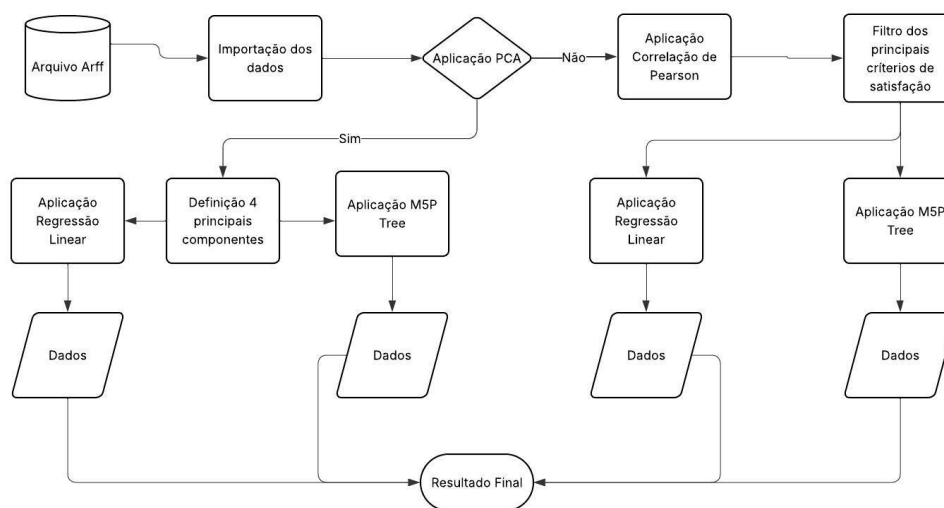 Arquivo Arff
Importação dos
dados
Aplicação PCA
Não
Aplicação
Correlação de
Pearson
Filtro dos
principais
críterios de
satisfação
Sim
Aplicação
Regressão
Linear
Definição 4
principais
componentes
Aplicação M5P
Tree
Aplicação
Regressão
Linear
Aplicação M5P
Tree
Dados
Dados
Dados
Dados
Resultado Final